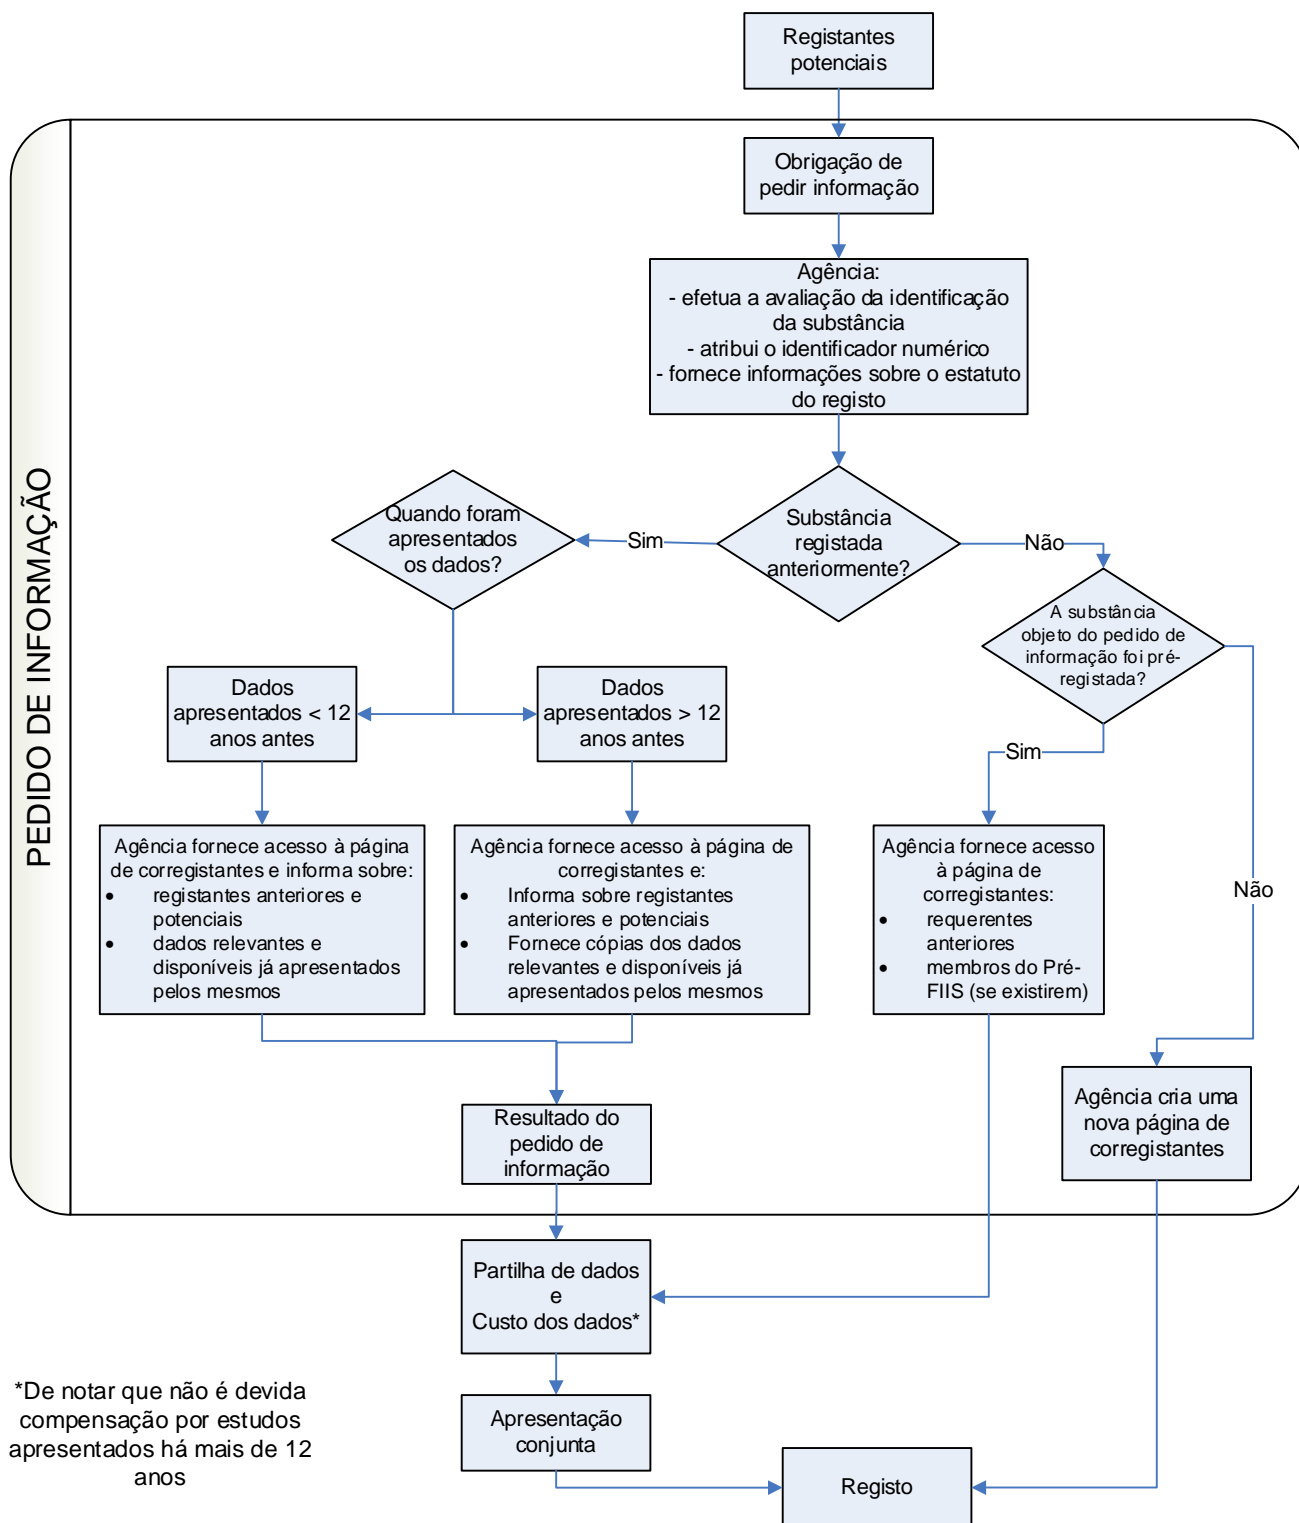 Registantes
potenciais
PEDIDO DE INFORMAÇÃO
Obrigação de
pedir informação
Agência:
- efetua a avaliação da identificação
da substância
- atribui o identificador numérico
- fornece informações sobre o estatuto
do registo
Quando foram
apresentados
os dados?
Sim
Substância
registada
anteriormente?
Não
A substância
objeto do pedido de
informação foi pré-
registada?
Dados
apresentados < 12
anos antes
Dados
apresentados > 12
anos antes
Sim
Agência fornece acesso à página
de corregistantes e informa sobre:
• registantes anteriores e
potenciais
• dados relevantes e
disponíveis já apresentados
pelos mesmos
Agência fornece acesso à página de
corregistantes e:
• Informa sobre registantes
anteriores e potenciais
• Fornece cópias dos dados
relevantes e disponíveis já
apresentados pelos mesmos
Agência fornece acesso
à página de
corregistantes:
• requerentes
anteriores
• membros do Pré-
FIIS (se existirem)
Não
Resultado do
pedido de
informação
Agência cria uma
nova página de
corregistantes
Partilha de dados
e
Custo dos dados*
*De notar que não é devida
compensação por estudos
apresentados há mais de 12
anos
Apresentação
conjunta
Registo